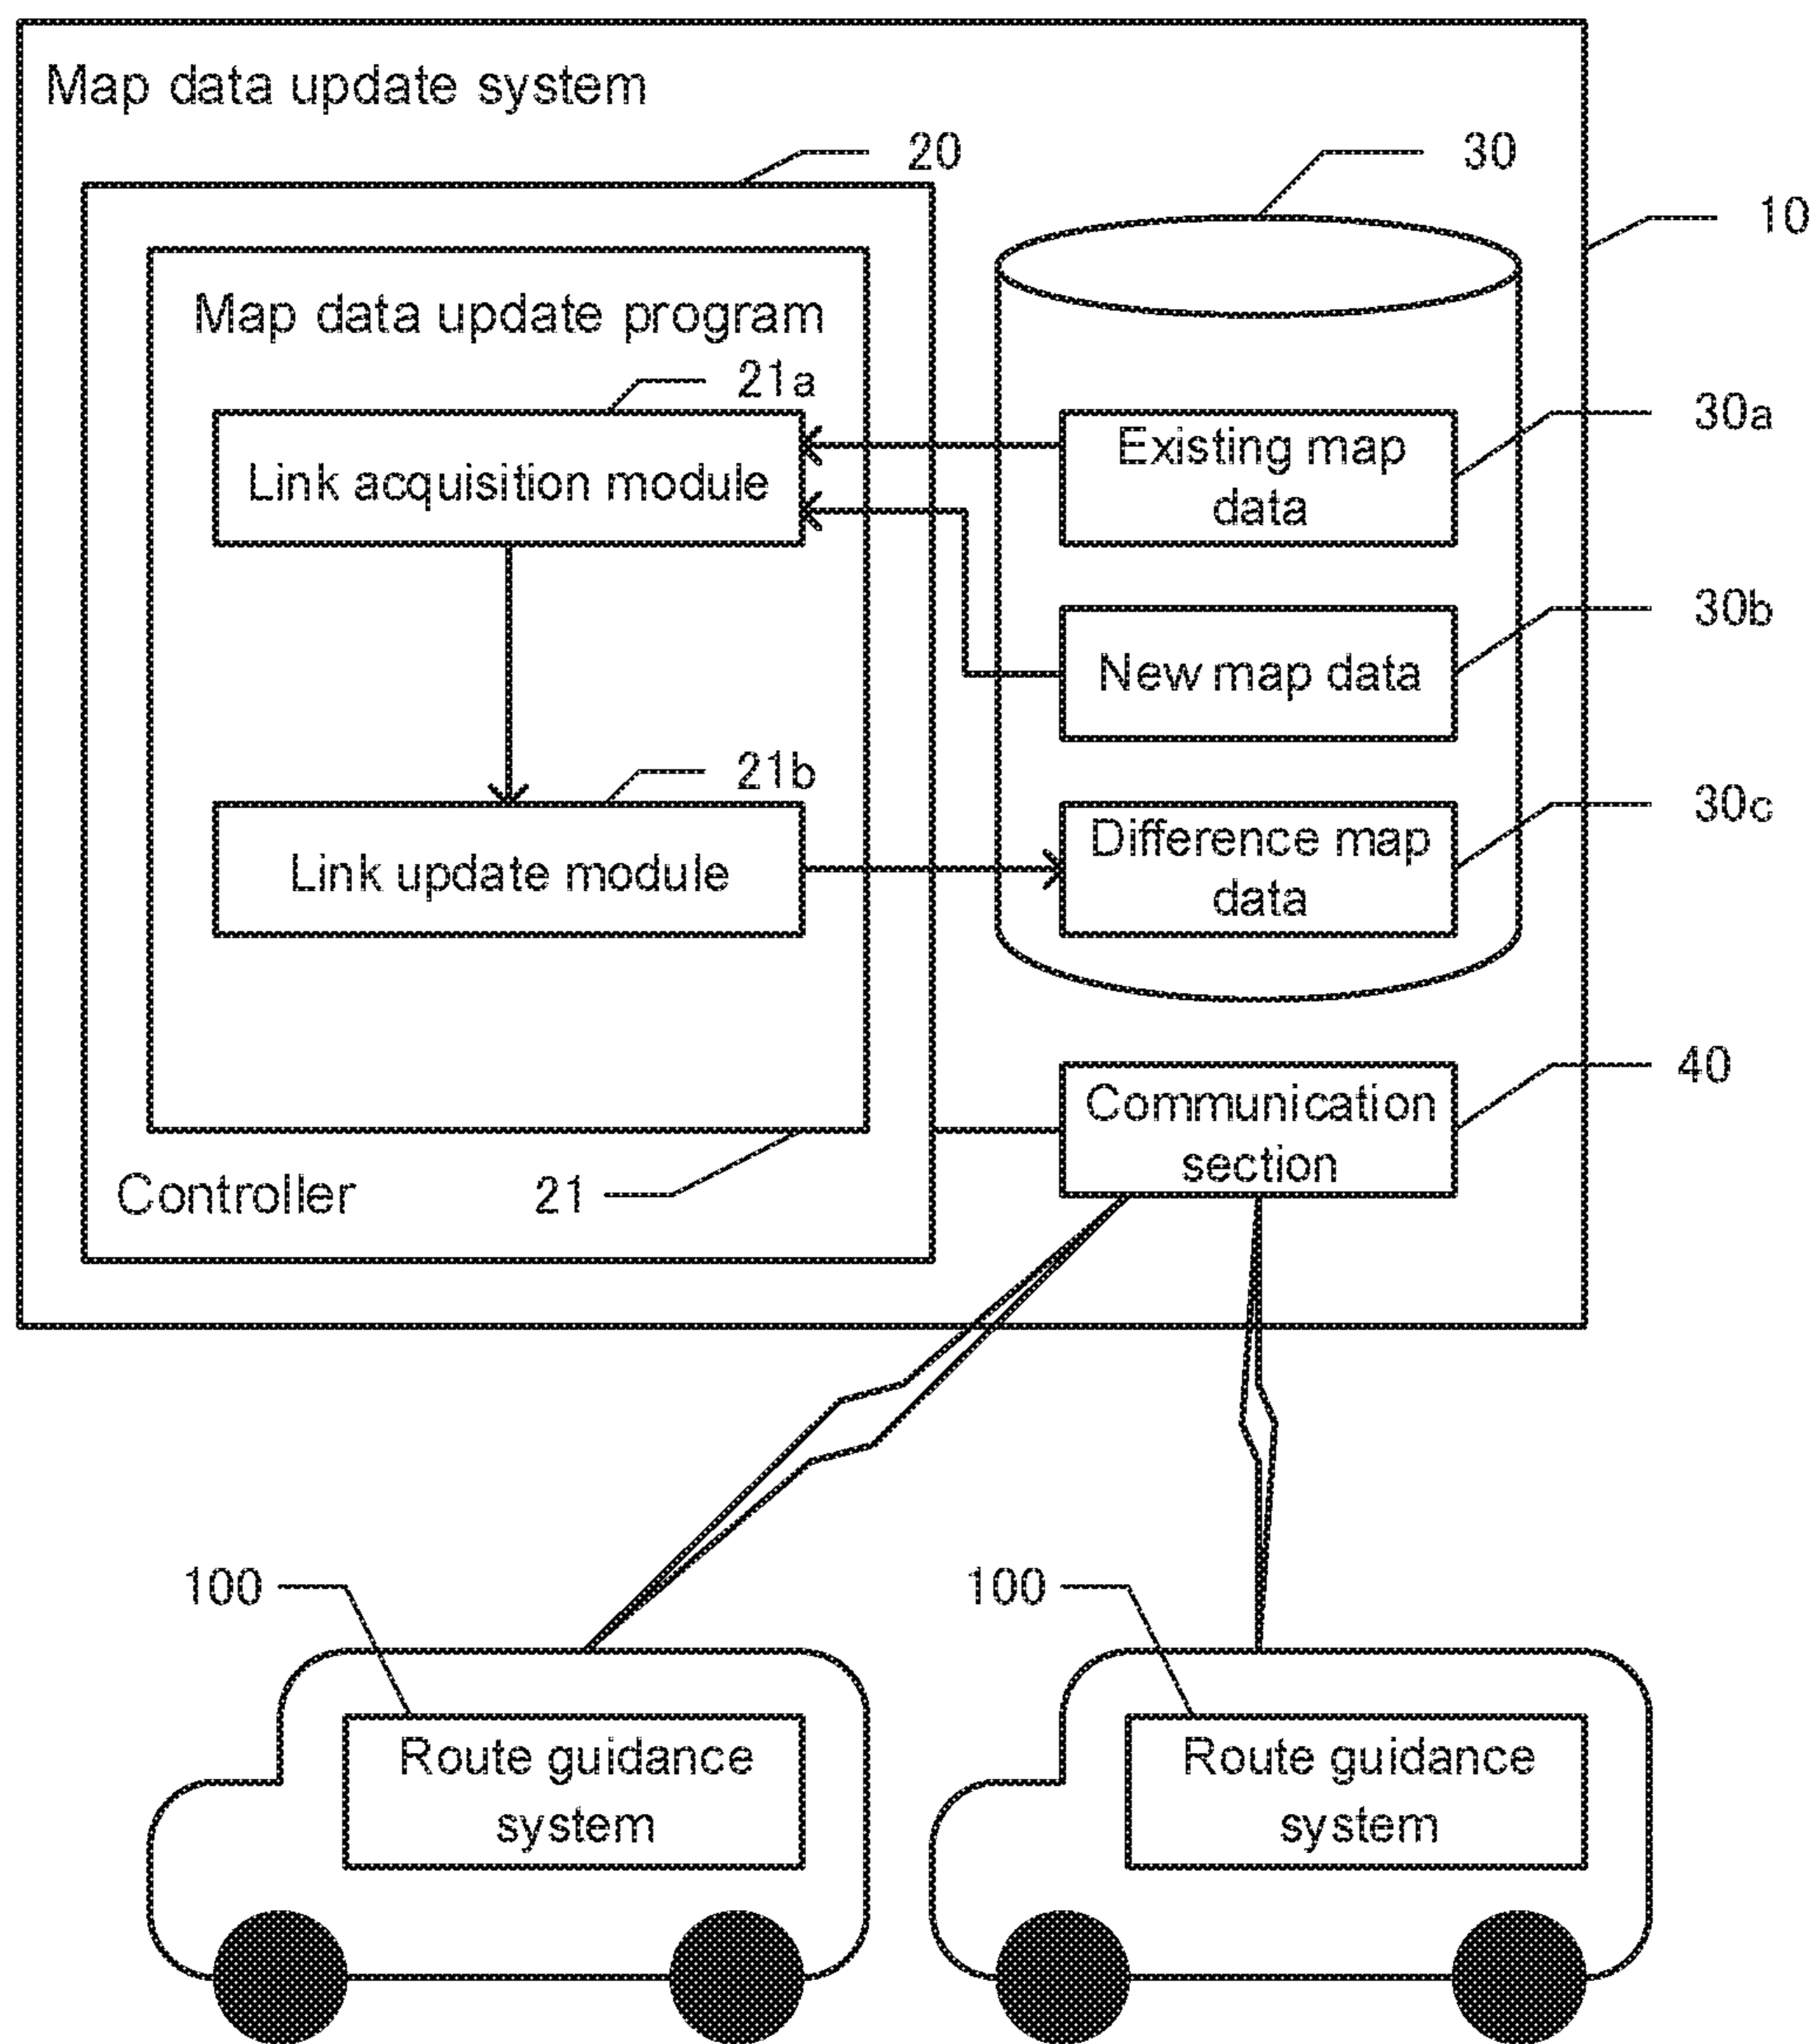 Map data update system
20
30
10
Map data update program
21a
30a
Link acquisition module
Existing map
data
30b
New map data
21b
30c
Link update module
Difference map
data
40
Communication
section
Controller
21
100
100
Route guidance
system
Route guidance
system